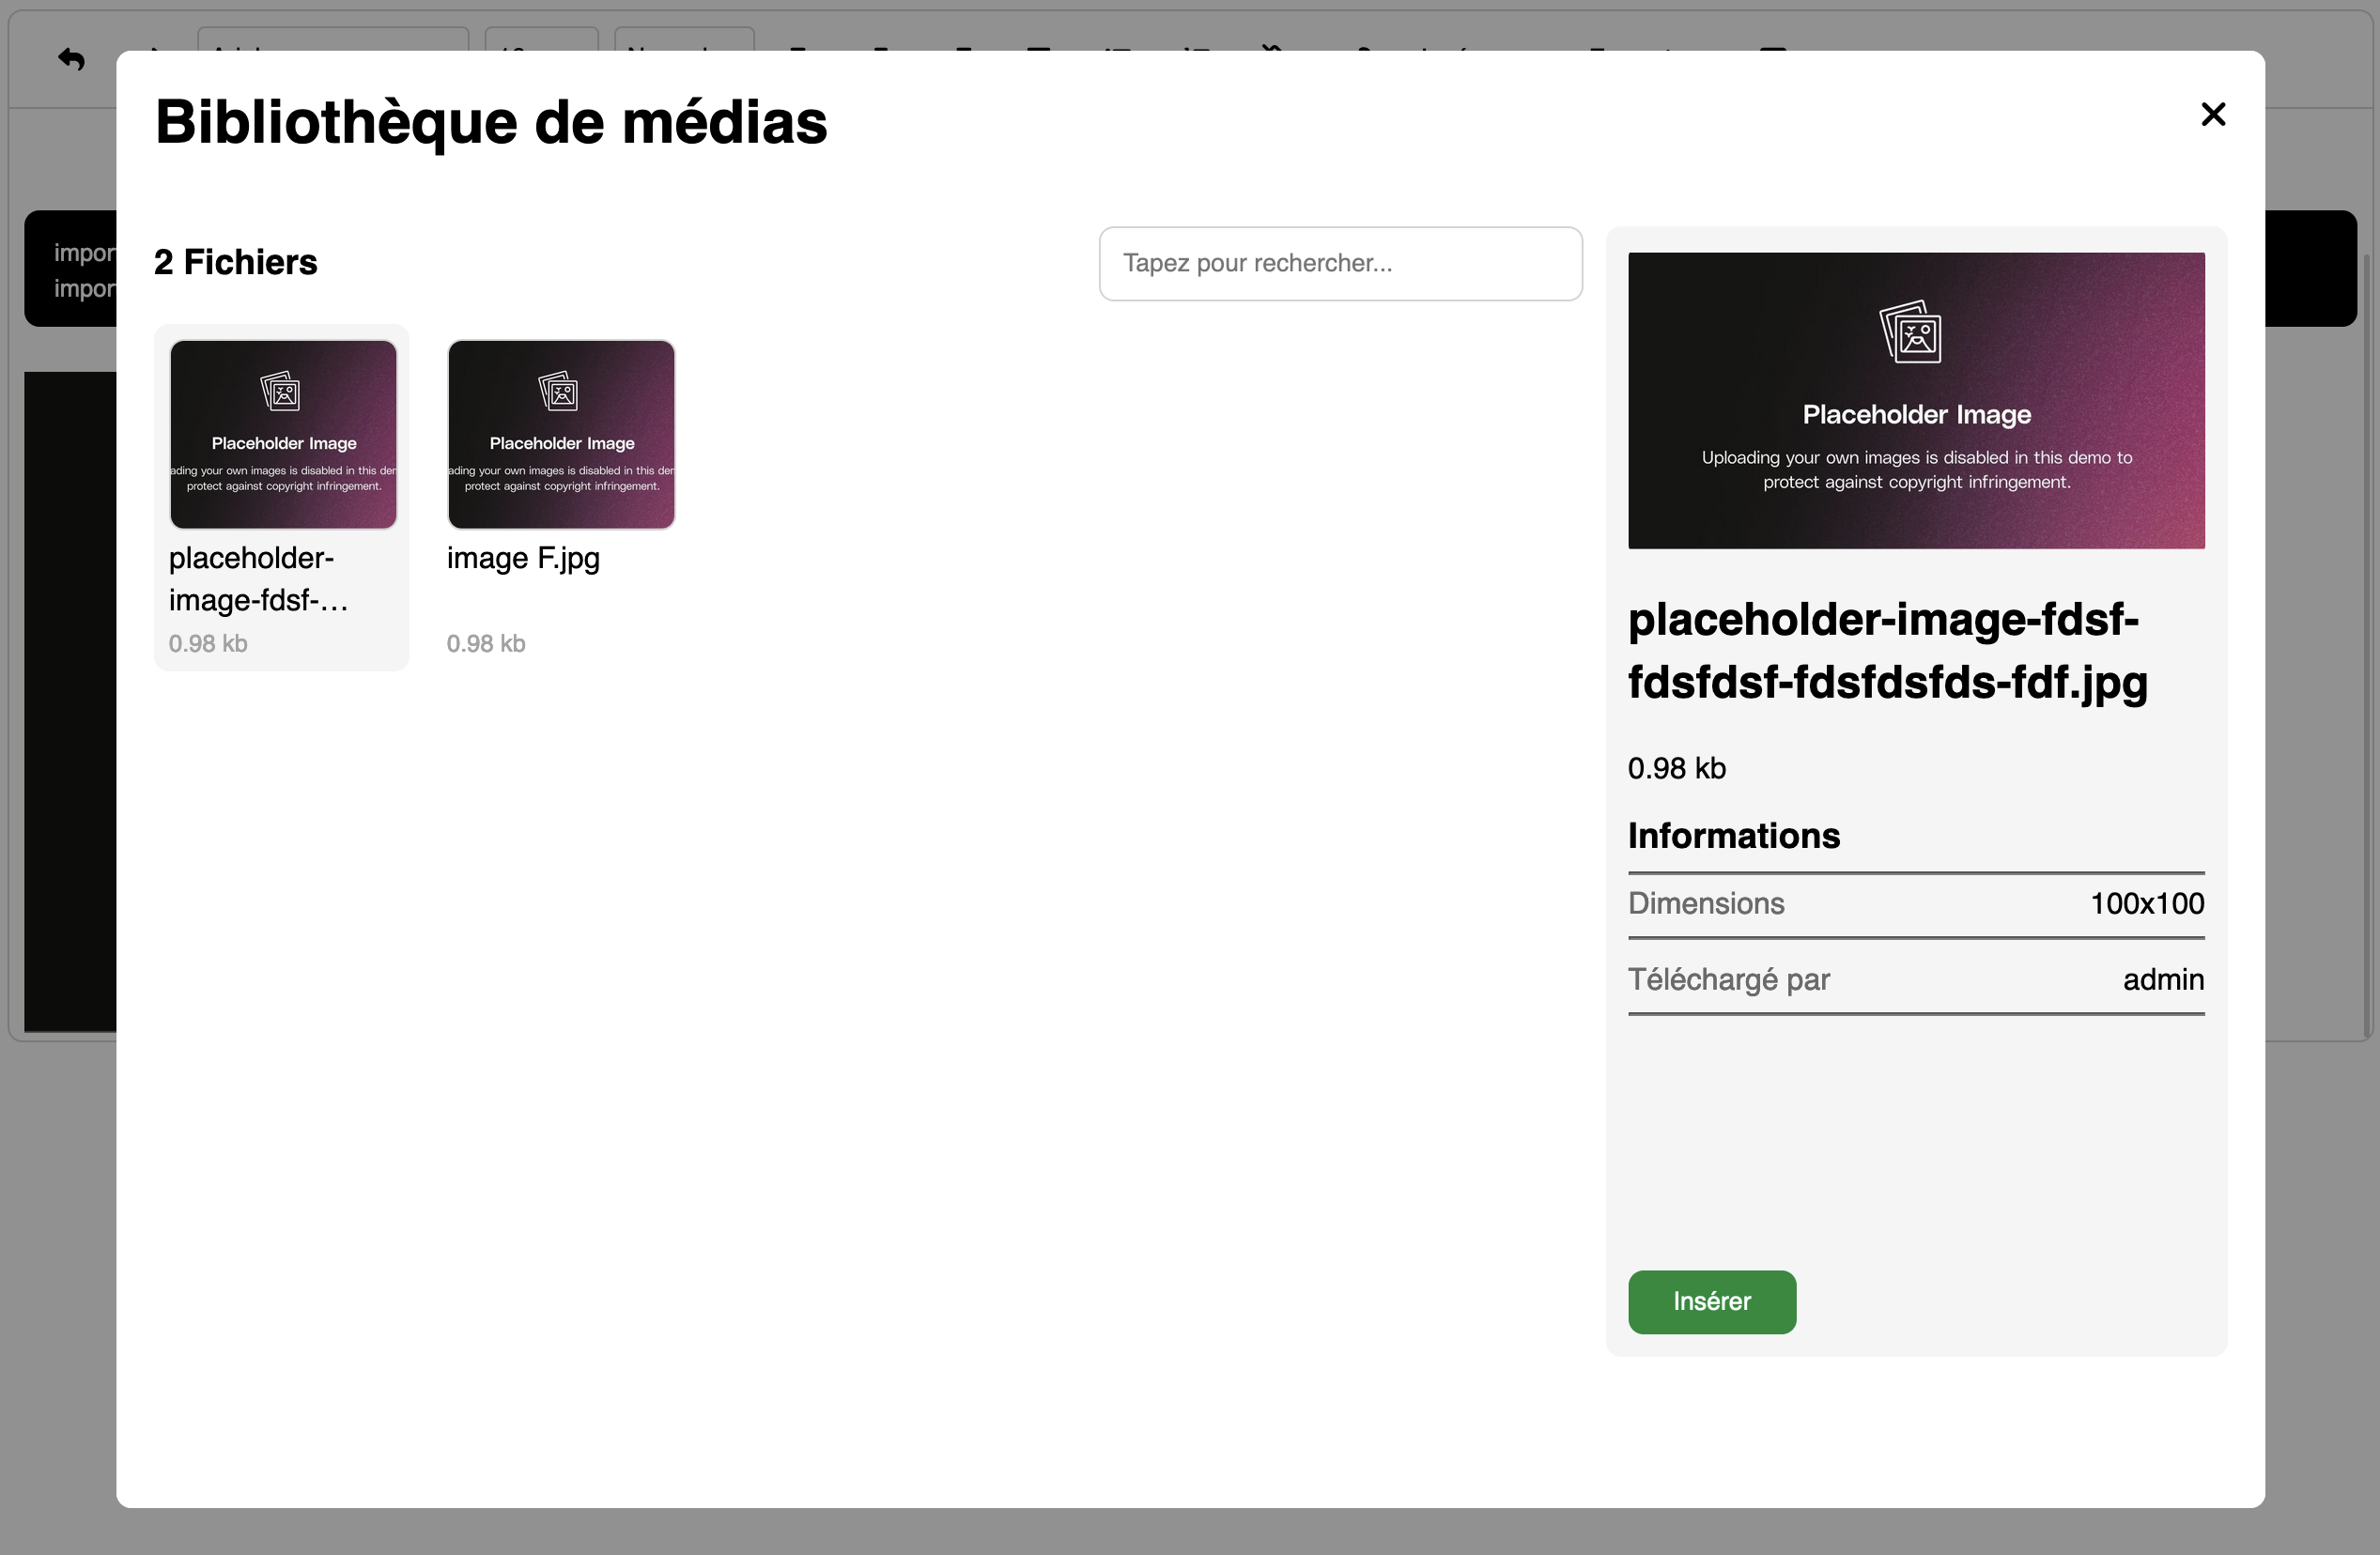 Bibliothèque de médias
2 Fichiers
Tapez pour rechercher...
Placeholder Image
ading your own images is disabled in this
protect against copyright infringement.
placeholder-
image-fdsf-…
0.98 kb
Placeholder Image
ading your own images is disabled in this
protect against copyright infringement.
image F.jpg
0.98 kb
Placeholder Image
Uploading your own images is disabled in this demo to
protect against copyright infringement.
placeholder-image-fdsf-
fdsfdsf-fdsfdsfds-fdf.jpg
0.98 kb
Informations
Dimensions 100x100
Téléchargé par admin
Insérer